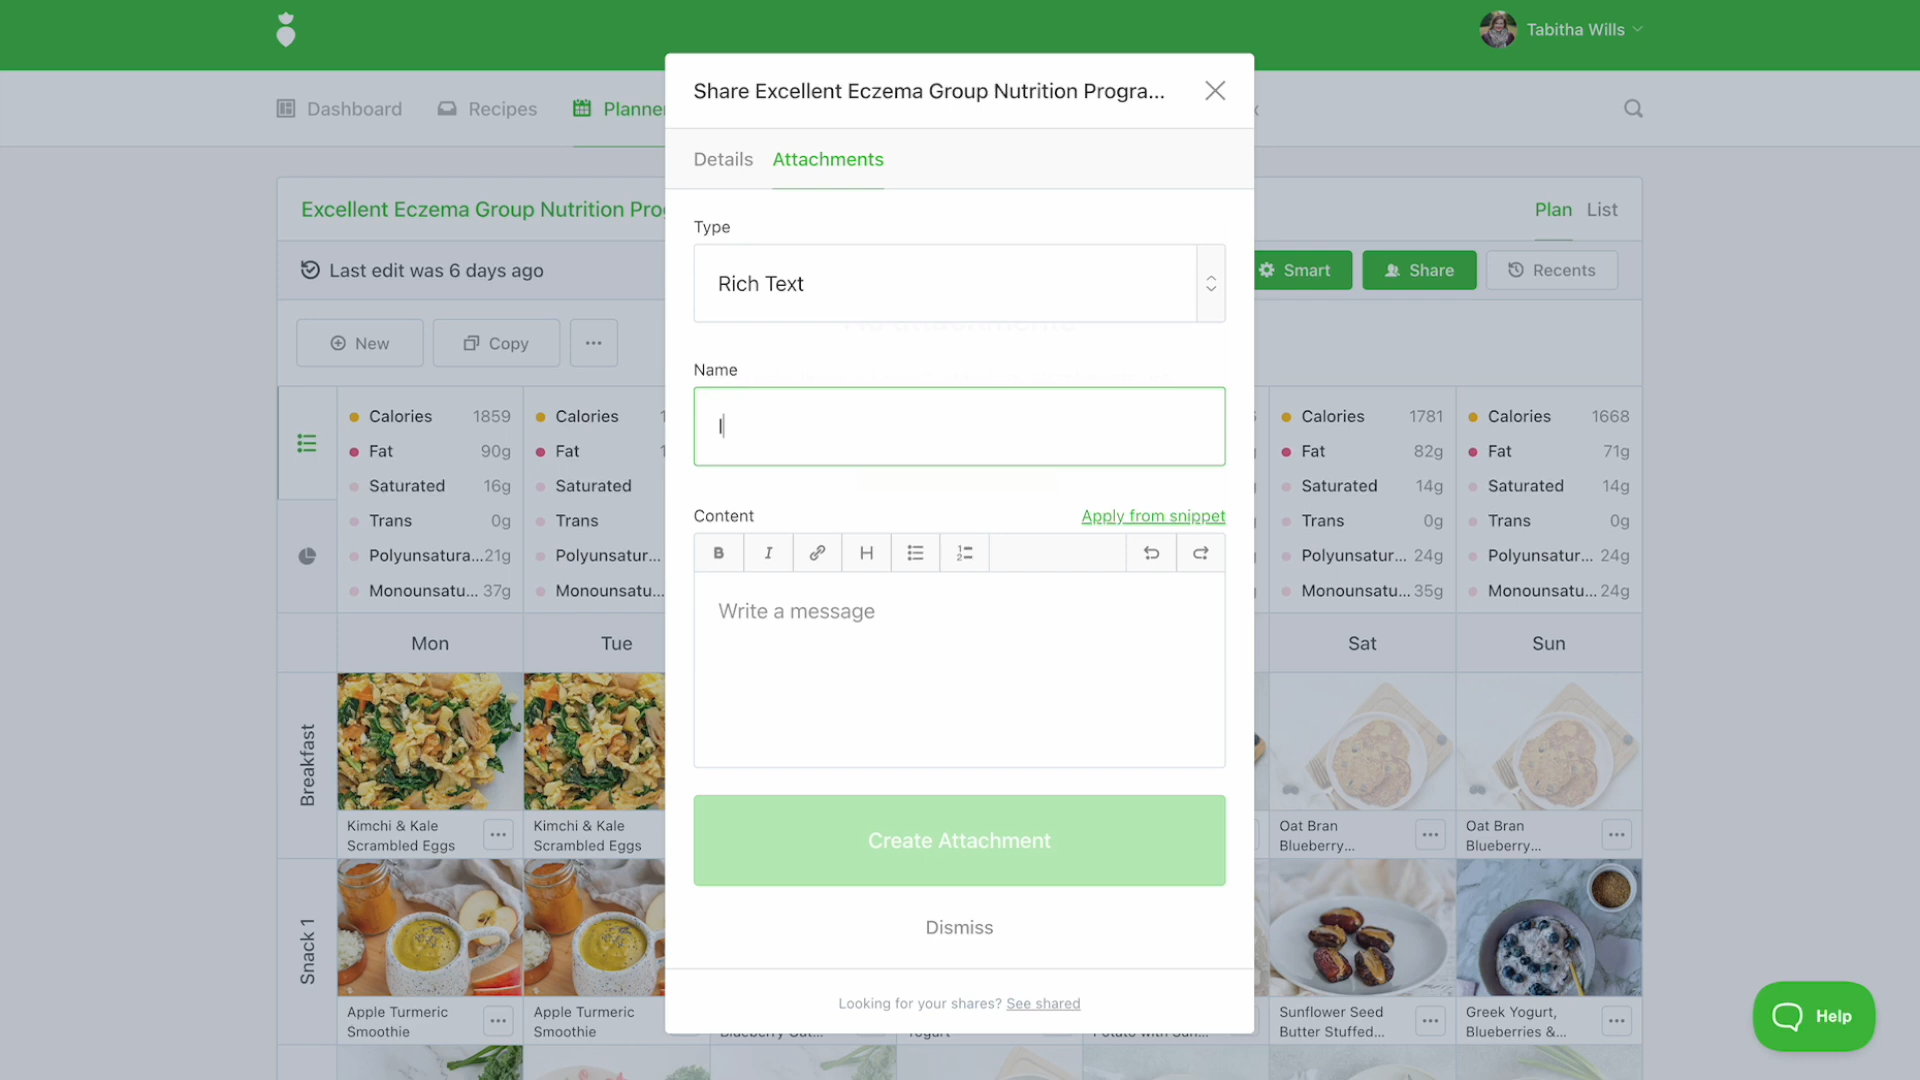 Tabitha Wills
Share Excellent Eczema Group Nutrition Progra...
Dashboard
Recipes
Planner
Details
Attachments
Excellent Eczema Group Nutrition Pro
Plan
List
Type
Last edit was 6 days ago
Rich Text
Smart
Share
Recents
New
Copy
Name
Calories 1859
Calories
Calories 1781
Calories 1668
I
Fat 90g
Fat
Fat 82g
Fat 71g
Saturated 16g
Saturated
Saturated 14g
Saturated 14g
Content
Apply from snippet
Trans 0g
Trans
Trans 0g
Trans 0g
B I H
Polyunsatura... 21g
Polyunsatur...
Polyunsatur... 24g
Polyunsatur... 24g
Monounsatu... 37g
Monounsatu...
Monounsatu... 35g
Monounsatu... 24g
Write a message
Mon
Tue
Sat
Sun
Breakfast
Kimchi & Kale
Scrambled Eggs
Kimchi & Kale
Scrambled Eggs
Create Attachment
Oat Bran
Blueberry...
Oat Bran
Blueberry...
Dismiss
Snack 1
Apple Turmeric
Smoothie
Apple Turmeric
Smoothie
Looking for your shares? See shared
Sunflower Seed
Butter Stuffed...
Greek Yogurt,
Blueberries &...
Help